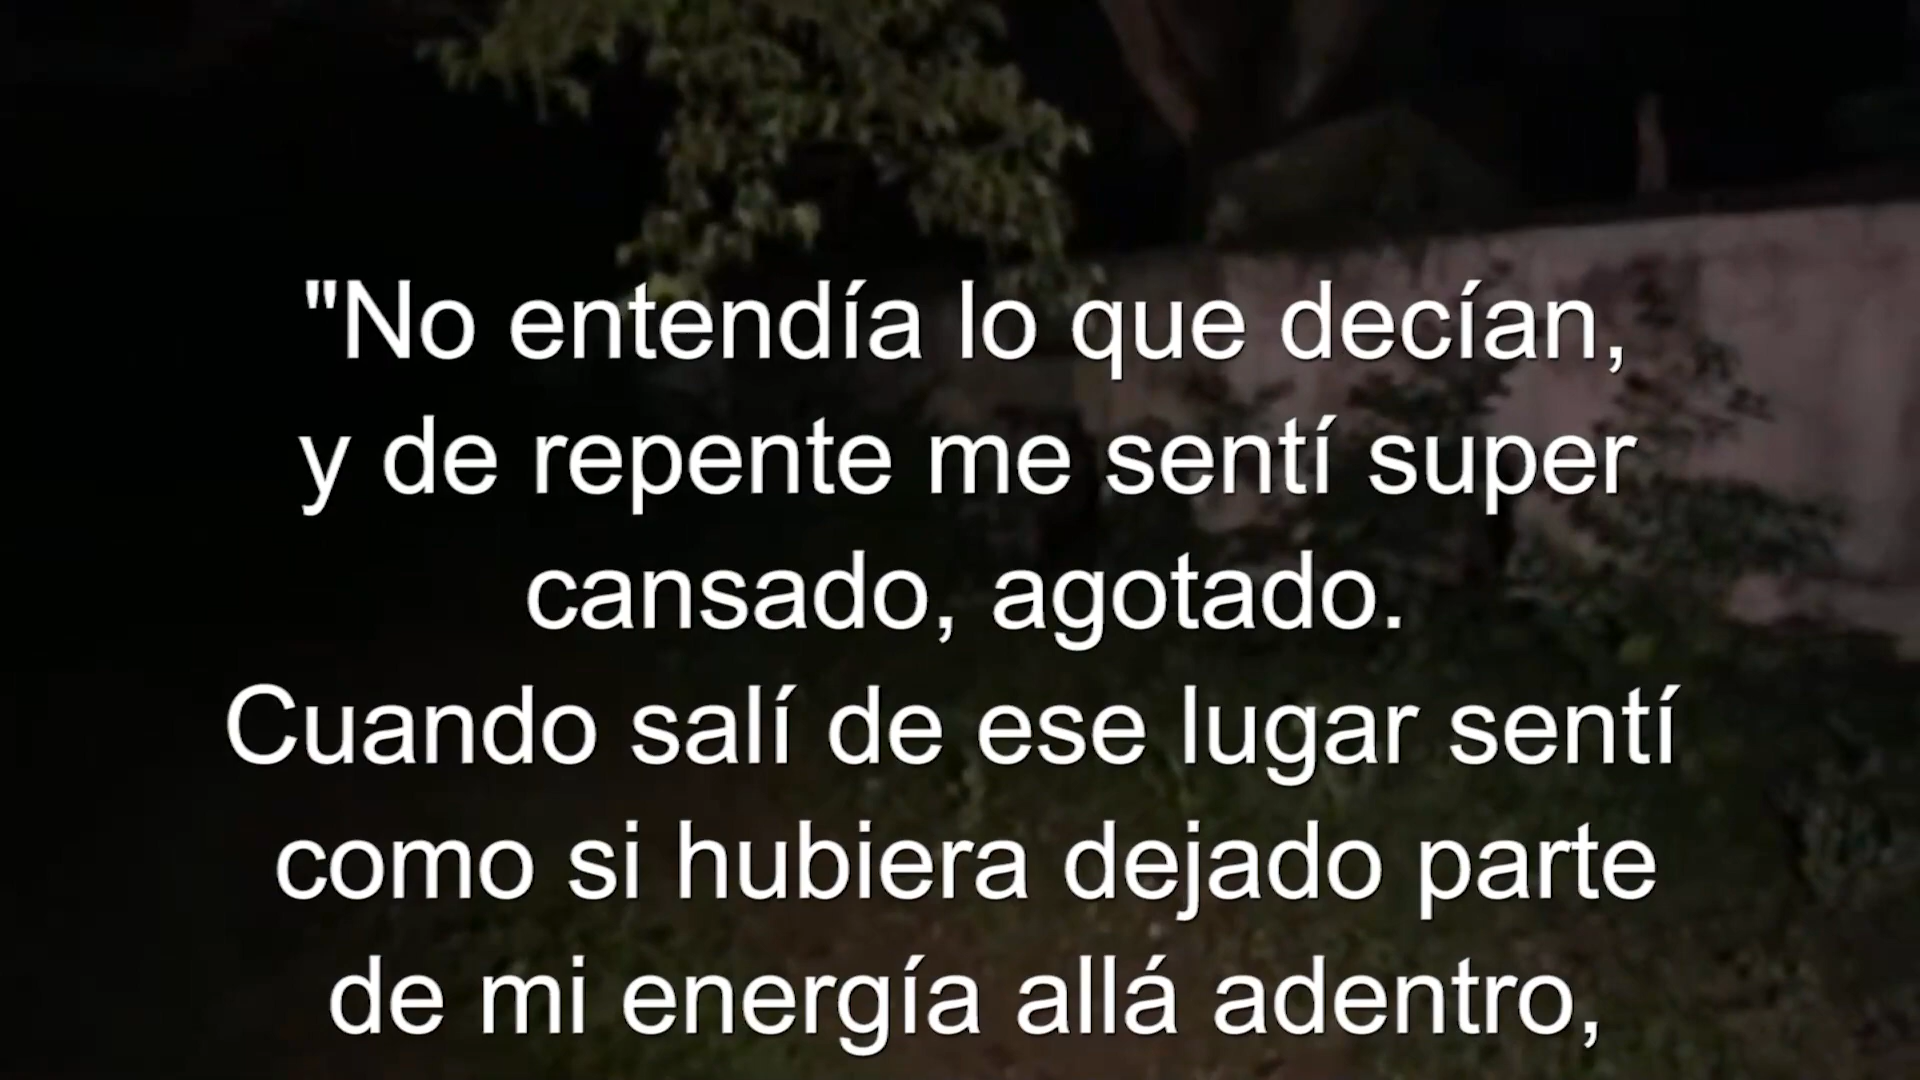 "No entendía lo que decían,
y de repente me sentí super
cansado, agotado.
Cuando salí de ese lugar sentí
como si hubiera dejado parte
de mi energía allá adentro,